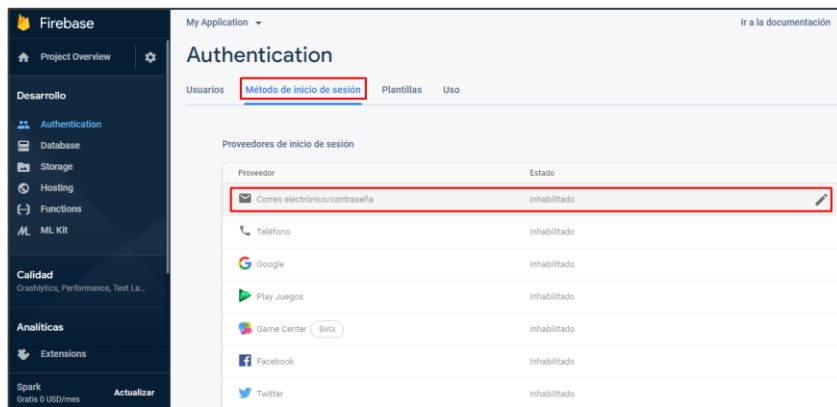 Firebase
Project Overview
Desarrollo
Authentication
Database
Storage
Hosting
Functions
ML Kit
Calidad
Crashlytics, Performance, Test La...
Analíticas
Extensions
Spark
Gratis 0 USD/mes
Actualizar
My Application
Ir a la documentación
Authentication
Usuarios Método de inicio de sesión Plantillas Uso
Proveedores de inicio de sesión
Proveedor Estado
Correo electrónico/contraseña Inhabilitado
Teléfono Inhabilitado
Google Inhabilitado
Play Juegos Inhabilitado
Game Center Beta Inhabilitado
Facebook Inhabilitado
Twitter Inhabilitado